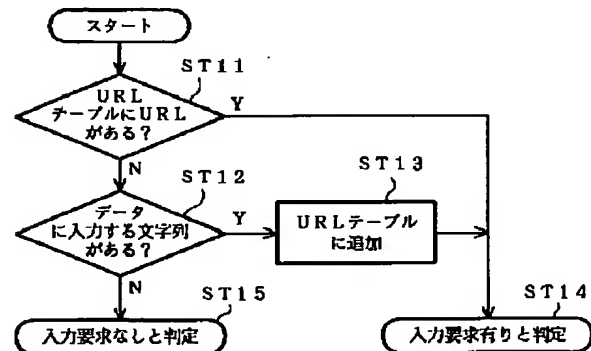 スタート
ST11
URL
テーブルにURL
がある?
Y
N
ST12
データ
に入力する文字列
がある?
Y
N
ST13
URLテーブル
に追加
ST15
入力要求なしと判定
ST14
入力要求有りと判定